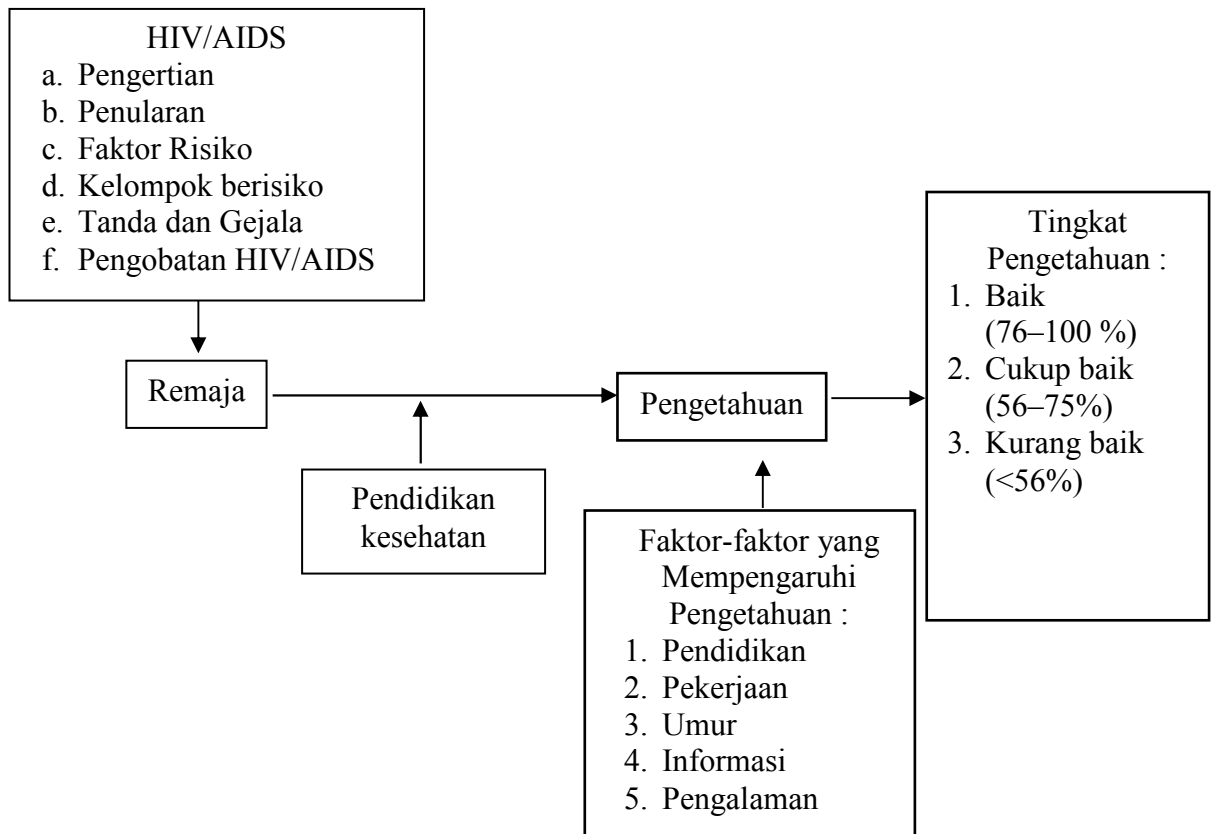 HIV/AIDS
a. Pengertian
b. Penularan
c. Faktor Risiko
d. Kelompok berisiko
e. Tanda dan Gejala
f. Pengobatan HIV/AIDS
Remaja
Pendidikan
kesehatan
Pengetahuan
Faktor-faktor yang
Mempengaruhi
Pengetahuan :
1. Pendidikan
2. Pekerjaan
3. Umur
4. Informasi
5. Pengalaman
Tingkat
Pengetahuan :
1. Baik
(76–100 %)
2. Cukup baik
(56–75%)
3. Kurang baik
(<56%)